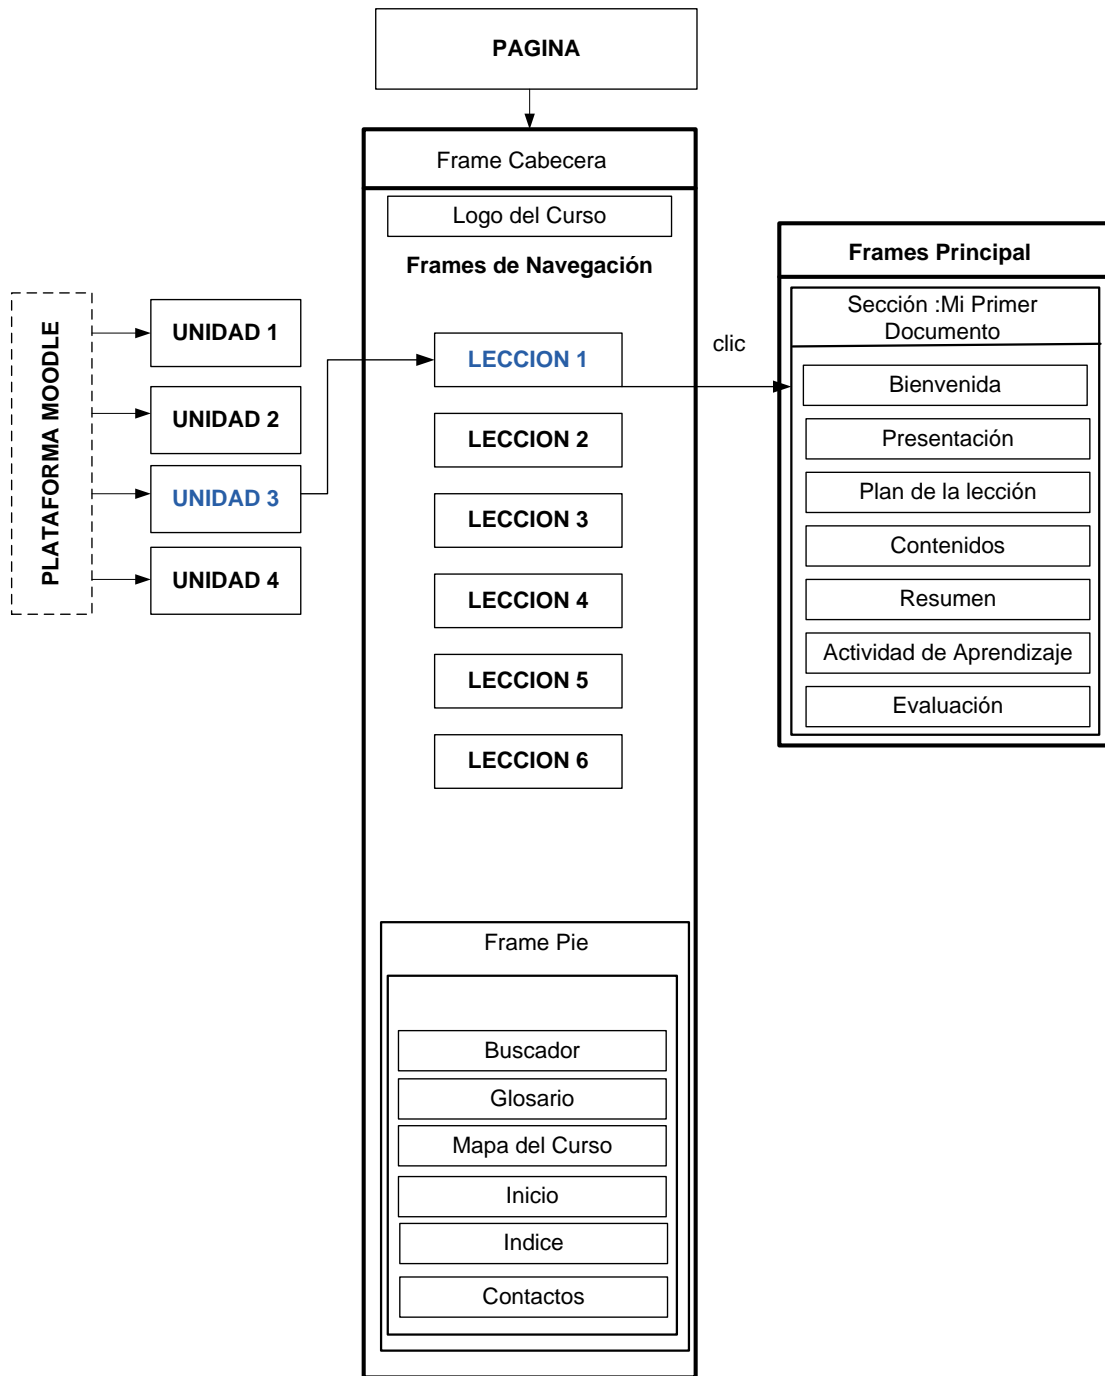 PAGINA
Frame Cabecera
Logo del Curso
Frames de Navegación
PLATAFORMA MOODLE
UNIDAD 1
UNIDAD 2
UNIDAD 3
UNIDAD 4
LECCION 1
LECCION 2
LECCION 3
LECCION 4
LECCION 5
LECCION 6
clic
Frames Principal
Sección :Mi Primer
Documento
Bienvenida
Presentación
Plan de la lección
Contenidos
Resumen
Actividad de Aprendizaje
Evaluación
Frame Pie
Buscador
Glosario
Mapa del Curso
Inicio
Indice
Contactos